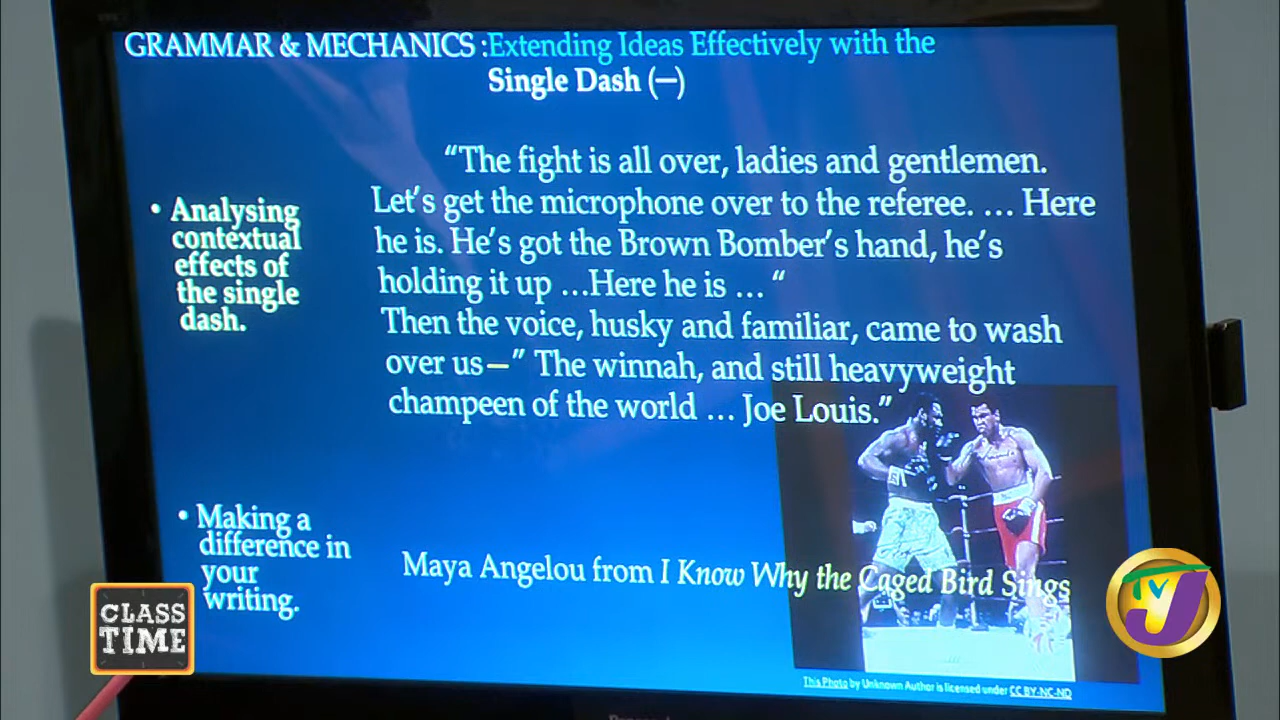 GRAMMAR & MECHANICS :Extending Ideas Effectively with the
Single Dash (—)
“The fight is all over, ladies and gentlemen.
Let’s get the microphone over to the referee. … Here
he is. He’s got the Brown Bomber’s hand, he’s
holding it up …Here he is … “
Then the voice, husky and familiar, came to wash
over us—” The winnah, and still heavyweight
champeen of the world … Joe Louis.”
• Analysing
contextual
effects of
the single
dash.
• Making a
difference in
your
writing.
Maya Angelou from I Know Why the Caged Bird Sings
This Photo by Unknown Author is licensed under CC BY-NC-ND
CLASS
TIME
TVJ